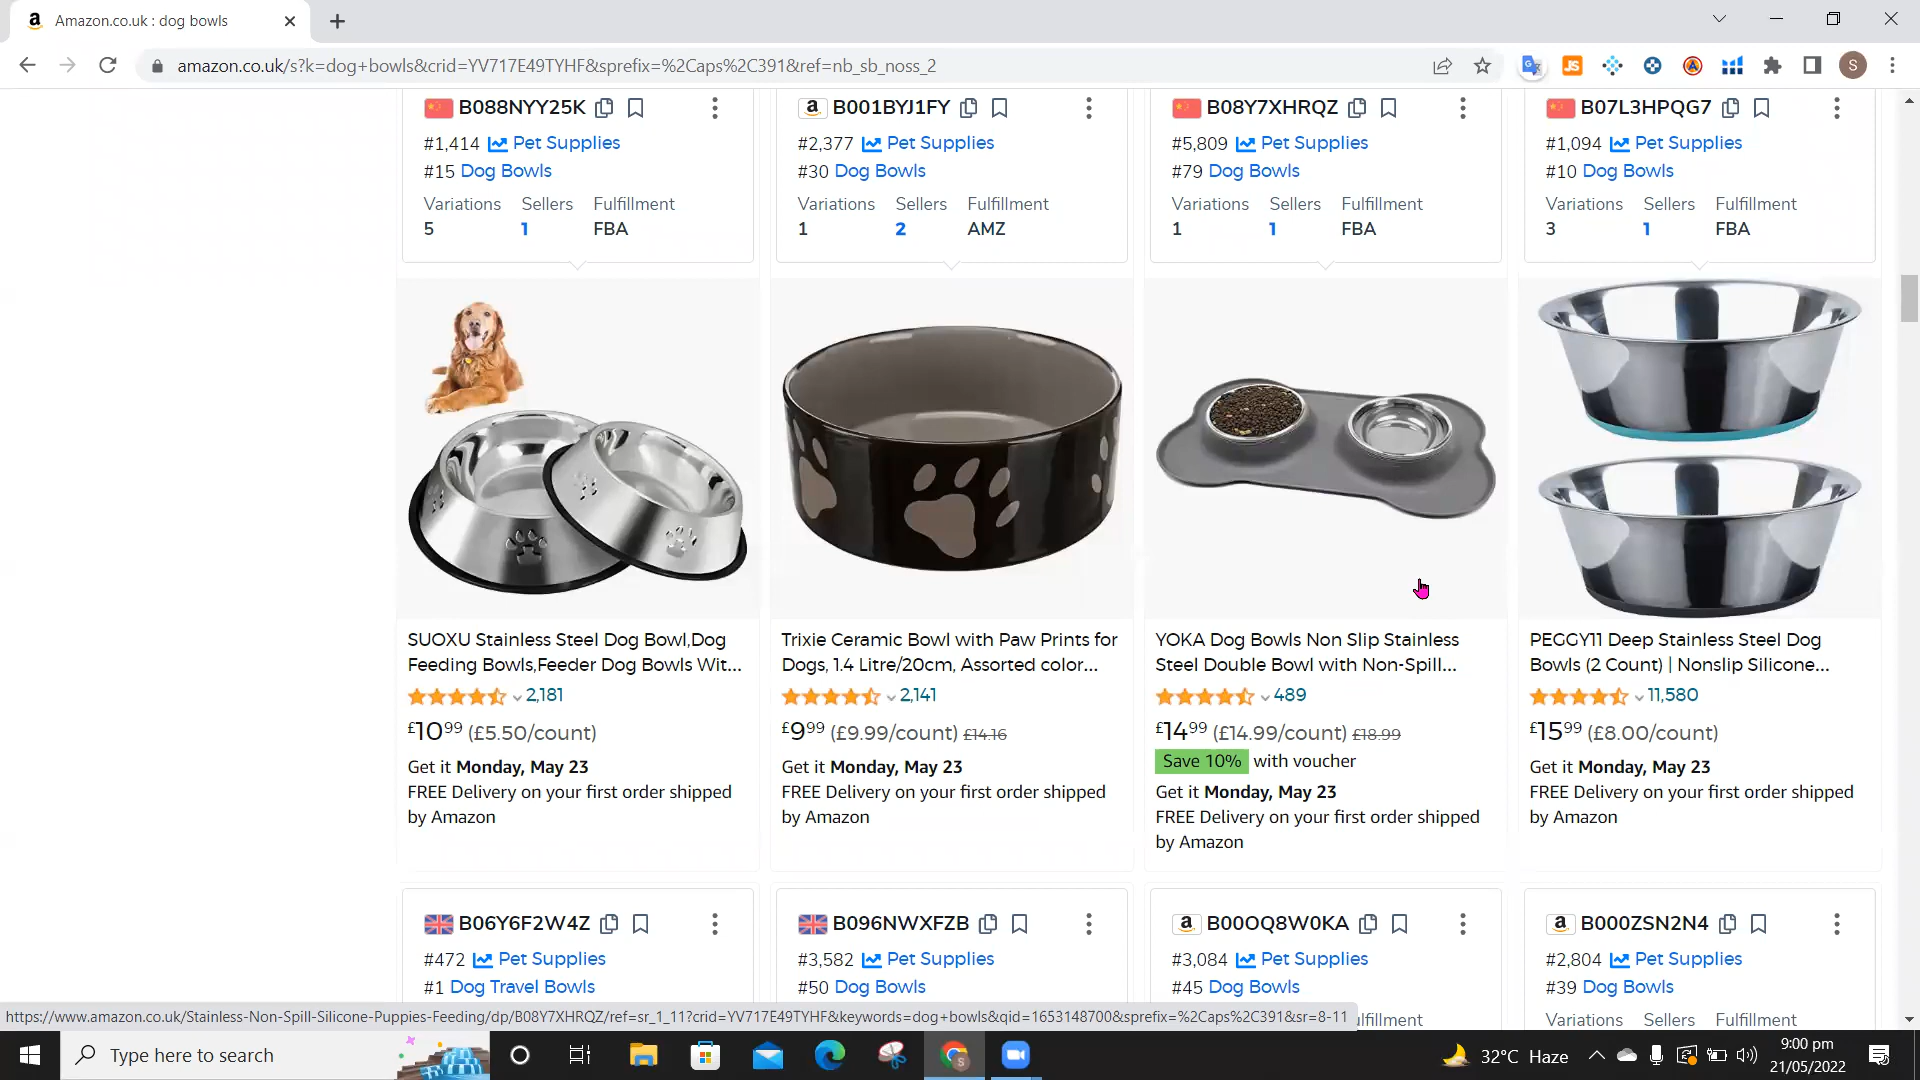 Amazon.co.uk : dog bowls
amazon.co.uk/s?k=dog+bowls&crid=YV717E49TYHF&sprefix=%2Caps%2C391&ref=nb_sb_noss_2
JS
S
B088NYY25K
#1,414 Pet Supplies
#15 Dog Bowls
Variations Sellers Fulfillment
5 1 FBA
a B001BYJ1FY
#2,377 Pet Supplies
#30 Dog Bowls
Variations Sellers Fulfillment
1 2 AMZ
B08Y7XHRQZ
#5,809 Pet Supplies
#79 Dog Bowls
Variations Sellers Fulfillment
1 1 FBA
B07L3HPQG7
#1,094 Pet Supplies
#10 Dog Bowls
Variations Sellers Fulfillment
3 1 FBA
SUOXU Stainless Steel Dog Bowl,Dog
Feeding Bowls,Feeder Dog Bowls Wit...
2,181
£10.99 (£5.50/count)
Get it Monday, May 23
FREE Delivery on your first order shipped
by Amazon
Trixie Ceramic Bowl with Paw Prints for
Dogs, 1.4 Litre/20cm, Assorted color...
2,141
£9.99 (£9.99/count) £14.16
Get it Monday, May 23
FREE Delivery on your first order shipped
by Amazon
YOKA Dog Bowls Non Slip Stainless
Steel Double Bowl with Non-Spill...
489
£14.99 (£14.99/count) £18.99
Save 10% with voucher
Get it Monday, May 23
FREE Delivery on your first order shipped
by Amazon
PEGGY11 Deep Stainless Steel Dog
Bowls (2 Count) | Nonslip Silicone...
11,580
£15.99 (£8.00/count)
Get it Monday, May 23
FREE Delivery on your first order shipped
by Amazon
B06Y6F2W4Z
#472 Pet Supplies
#1 Dog Travel Bowls
B096NWXFZB
#3,582 Pet Supplies
#50 Dog Bowls
a B00OQ8W0KA
#3,084 Pet Supplies
#45 Dog Bowls
ulfillment
a B000ZSN2N4
#2,804 Pet Supplies
#39 Dog Bowls
Variations Sellers Fulfillment
https://www.amazon.co.uk/Stainless-Non-Spill-Silicone-Puppies-Feeding/dp/B08Y7XHRQZ/ref=sr_1_11?crid=YV717E49TYHF&keywords=dog+bowls&qid=1653148700&sprefix=%2Caps%2C391&sr=8-11
Type here to search
32°C Haze
9:00 pm
21/05/2022